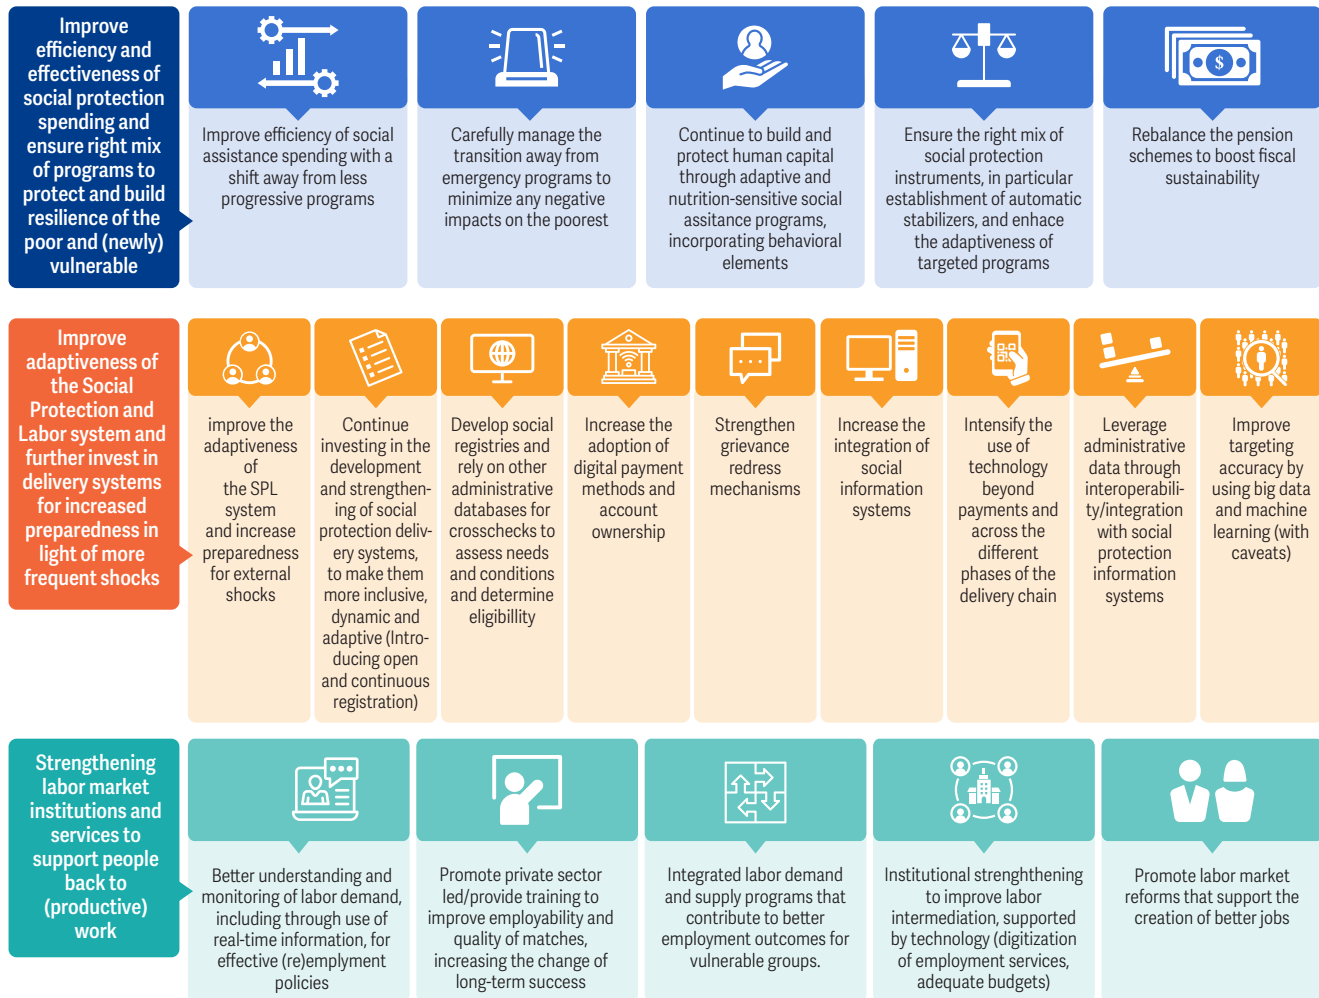 Improve
efficiency and
effectiveness of
social protection
spending and
ensure right mix
of programs to
protect and build
resilience of the
poor and (newly)
vulnerable
Improve efficiency of social
assistance spending with a
shift away from less
progressive programs
Carefully manage the
transition away from
emergency programs to
minimize any negative
impacts on the poorest
Continue to build and
protect human capital
through adaptive and
nutrition-sensitive social
assitance programs,
incorporating behavioral
elements
Ensure the right mix of
social protection
instruments, in particular
establishment of automatic
stabilizers, and enhace
the adaptiveness of
targeted programs
$
Rebalance the pension
schemes to boost fiscal
sustainability
Improve
adaptiveness of
the Social
Protection and
Labor system and
further invest in
delivery systems
for increased
preparedness in
light of more
frequent shocks
improve the
adaptiveness
of
the SPL
system
and increase
preparedness
for external
shocks
Continue
investing in the
development
and strengthen-
ing of social
protection deliv-
ery systems,
to make them
more inclusive,
dynamic and
adaptive (Intro-
ducing open
and continuous
registration)
Develop social
registries and
rely on other
administrative
databases for
crosschecks to
assess needs
and conditions
and determine
eligibillity
Increase the
adoption of
digital payment
methods and
account
ownership
Strengthen
grievance
redress
mechanisms
Increase the
integration of
social
information
systems
Intensify the
use of
technology
beyond
payments and
across the
different
phases of the
delivery chain
Leverage
administrative
data through
interoperabili-
ty/integration
with social
protection
information
systems
Improve
targeting
accuracy by
using big data
and machine
learning (with
caveats)
Strengthening
labor market
institutions and
services to
support people
back to
(productive)
work
Better understanding and
monitoring of labor demand,
including through use of
real-time information, for
effective (re)emplyment
policies
Promote private sector
led/provide training to
improve employability and
quality of matches,
increasing the change of
long-term success
Integrated labor demand
and supply programs that
contribute to better
employment outcomes for
vulnerable groups.
Institutional strenghthening
to improve labor
intermediation, supported
by technology (digitization
of employment services,
adequate budgets)
Promote labor market
reforms that support the
creation of better jobs